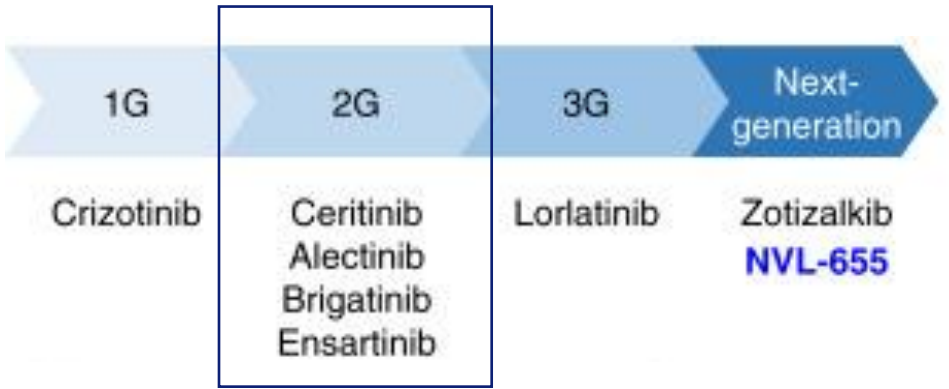 1G
2G
3G
Next-
generation
Crizotinib
Ceritinib
Alectinib
Brigatinib
Ensartinib
Lorlatinib
Zotizalkib
NVL-655